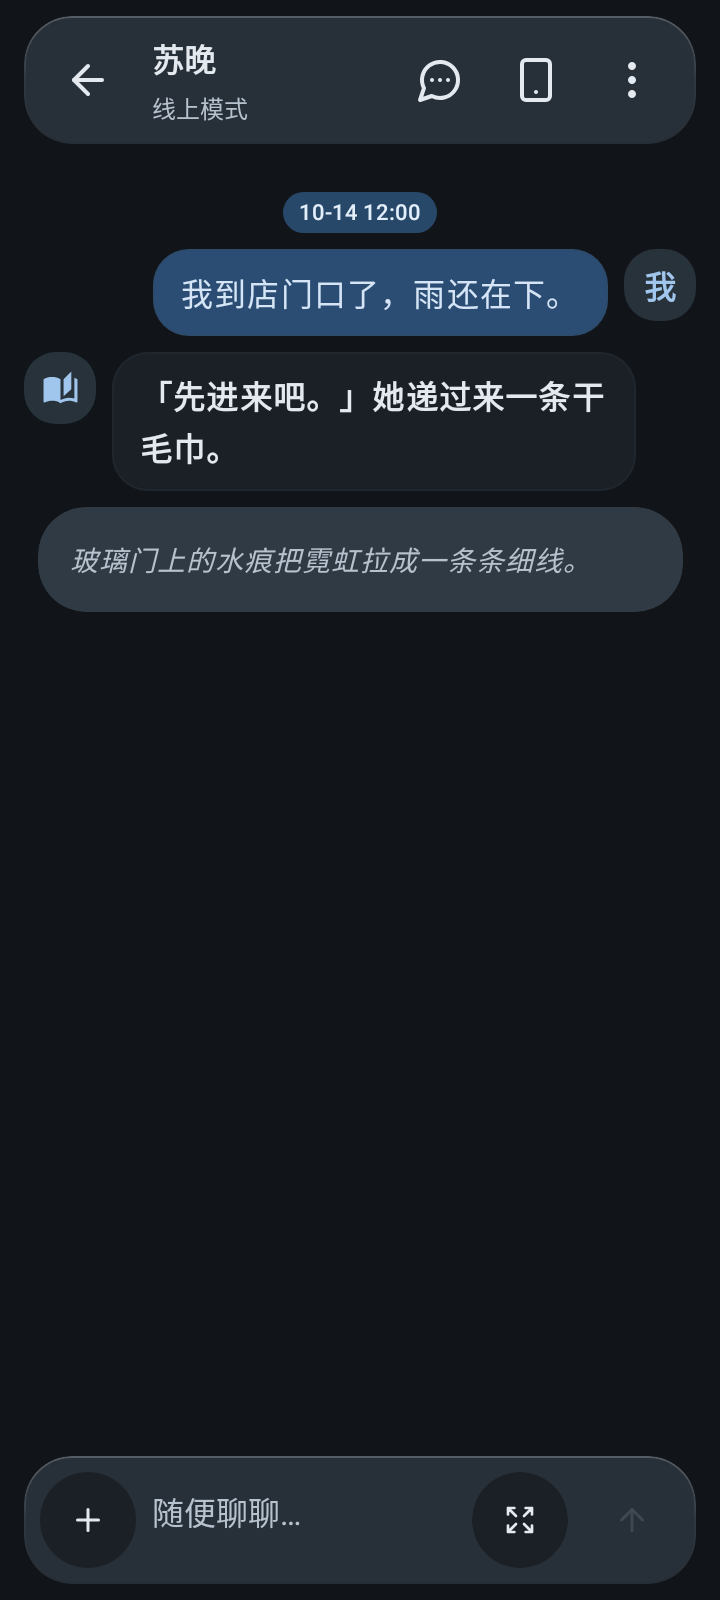 苏晚
线上模式
10-14 12:00
我到店门口了，雨还在下。
我
「先进来吧。」她递过来一条干
毛巾。
玻璃门上的水痕把霓虹拉成一条条细线。
随便聊聊...